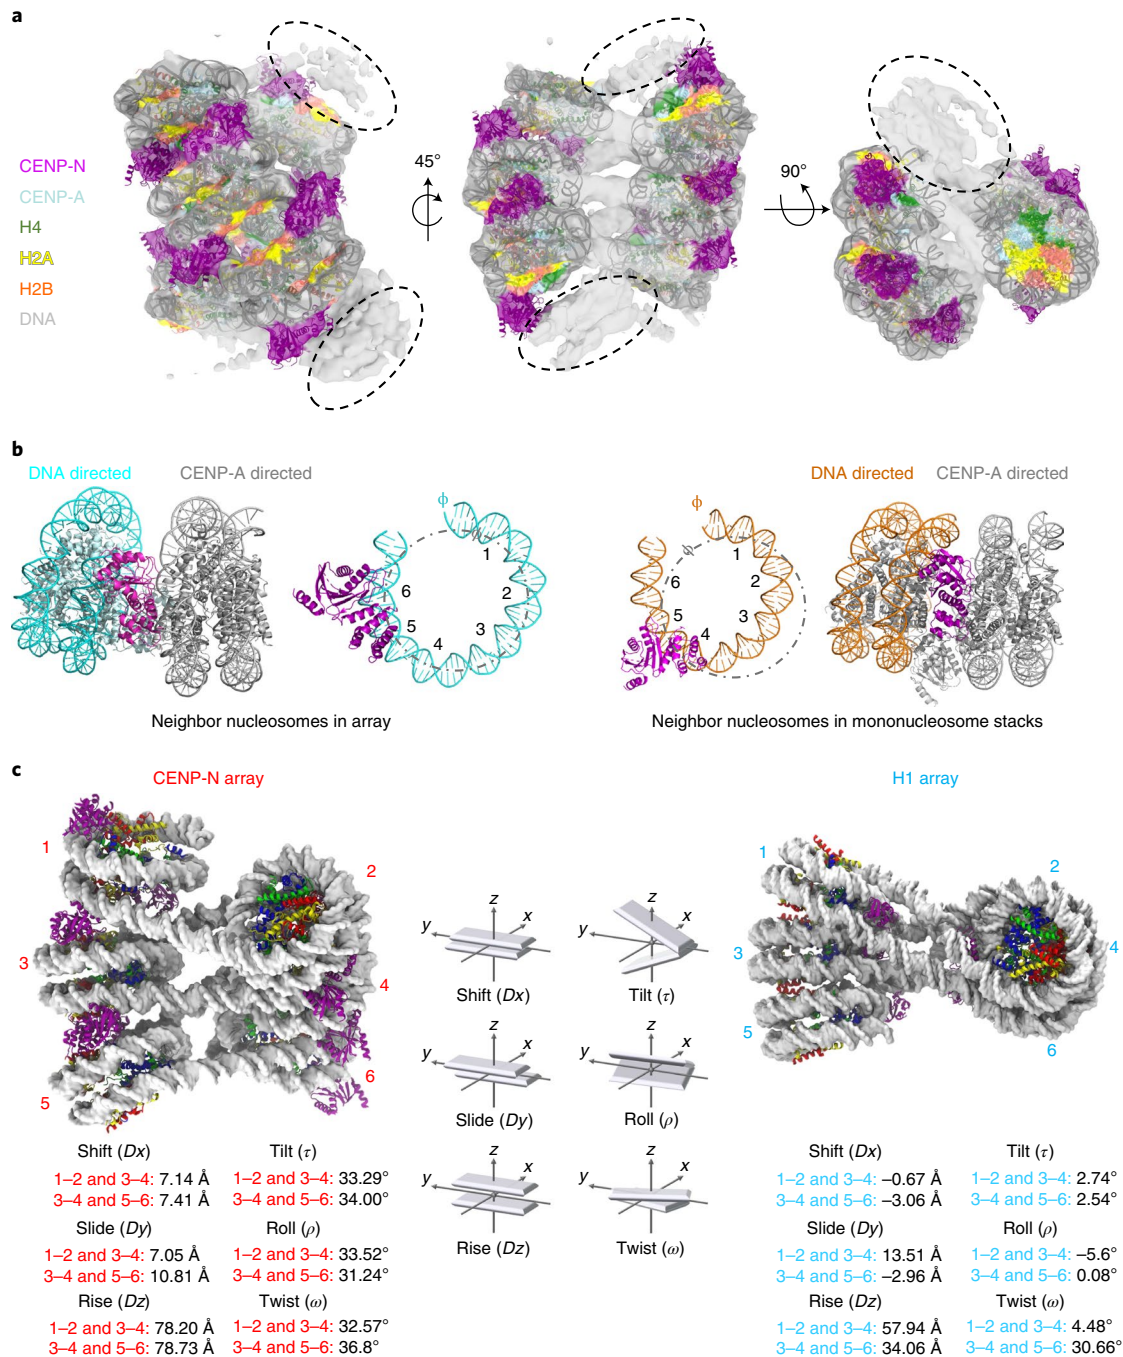 a
CENP-N
CENP-A
H4
H2A
H2B
DNA
45°
90°
b
DNA directed
CENP-A directed
ϕ
1
2
3
4
5
6
Neighbor nucleosomes in array
DNA directed
CENP-A directed
ϕ
1
2
3
4
5
6
Neighbor nucleosomes in mononucleosome stacks
c
CENP-N array
1
2
3
4
5
6
z
y
x
Shift (Dx)
z
y
x
Tilt (τ)
z
y
x
Slide (Dy)
z
x
Roll (ρ)
z
y
x
Rise (Dz)
z
y
x
Twist (ω)
H1 array
1
2
3
4
5
6
Shift (Dx)
1–2 and 3–4: 7.14 Å
3–4 and 5–6: 7.41 Å
Tilt (τ)
1–2 and 3–4: 33.29°
3–4 and 5–6: 34.00°
Slide (Dy)
1–2 and 3–4: 7.05 Å
3–4 and 5–6: 10.81 Å
Roll (ρ)
1–2 and 3–4: 33.52°
3–4 and 5–6: 31.24°
Rise (Dz)
1–2 and 3–4: 78.20 Å
3–4 and 5–6: 78.73 Å
Twist (ω)
1–2 and 3–4: 32.57°
3–4 and 5–6: 36.8°
Shift (Dx)
1–2 and 3–4: –0.67 Å
3–4 and 5–6: –3.06 Å
Tilt (τ)
1–2 and 3–4: 2.74°
3–4 and 5–6: 2.54°
Slide (Dy)
1–2 and 3–4: 13.51 Å
3–4 and 5–6: –2.96 Å
Roll (ρ)
1–2 and 3–4: –5.6°
3–4 and 5–6: 0.08°
Rise (Dz)
1–2 and 3–4: 57.94 Å
3–4 and 5–6: 34.06 Å
Twist (ω)
1–2 and 3–4: 4.48°
3–4 and 5–6: 30.66°